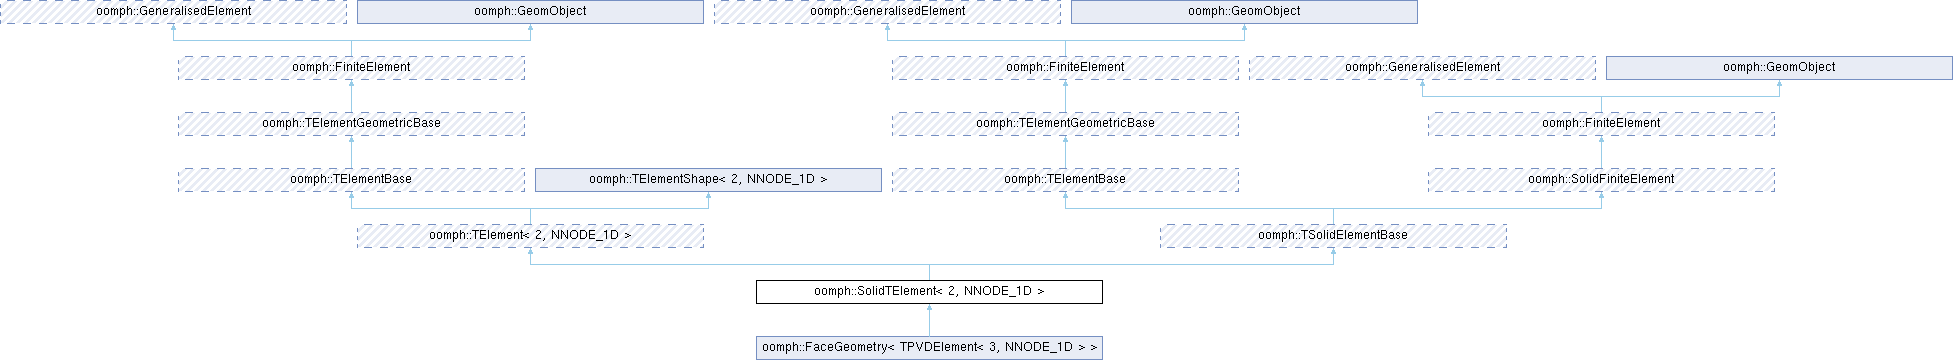 oomph::GeneralisedElement
oomph::GeomObject
oomph::GeneralisedElement
oomph::GeomObject
oomph::FiniteElement
oomph::FiniteElement
oomph::GeneralisedElement
oomph::GeomObject
oomph::TElementGeometricBase
oomph::TElementGeometricBase
oomph::FiniteElement
oomph::TElementBase
oomph::TElementShape< 2, NNODE_1D >
oomph::TElementBase
oomph::SolidFiniteElement
oomph::TElement< 2, NNODE_1D >
oomph::TSolidElementBase
oomph::SolidTElement< 2, NNODE_1D >
oomph::FaceGeometry< TPVDElement< 3, NNODE_1D > >